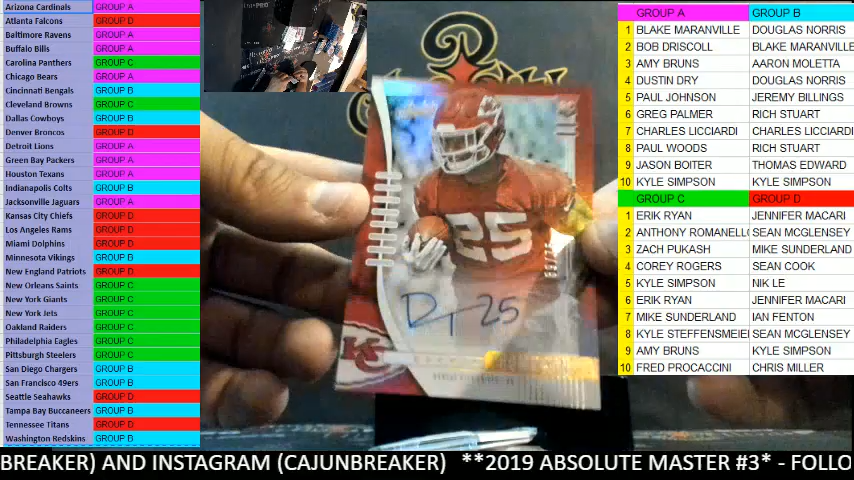 Arizona Cardinals GROUP A
Atlanta Falcons GROUP D
Baltimore Ravens GROUP A
Buffalo Bills GROUP A
Carolina Panthers GROUP C
Chicago Bears GROUP A
Cincinnati Bengals GROUP B
Cleveland Browns GROUP C
Dallas Cowboys GROUP B
Denver Broncos GROUP D
Detroit Lions GROUP A
Green Bay Packers GROUP A
Houston Texans GROUP A
Indianapolis Colts GROUP B
Jacksonville Jaguars GROUP A
Kansas City Chiefs GROUP D
Los Angeles Rams GROUP D
Miami Dolphins GROUP D
Minnesota Vikings GROUP B
New England Patriots GROUP D
New Orleans Saints GROUP C
New York Giants GROUP C
New York Jets GROUP C
Oakland Raiders GROUP C
Philadelphia Eagles GROUP C
Pittsburgh Steelers GROUP C
San Diego Chargers GROUP B
San Francisco 49ers GROUP B
Seattle Seahawks GROUP D
Tampa Bay Buccaneers GROUP B
Tennessee Titans GROUP D
Washington Redskins GROUP B
25
25
KC
GROUP A GROUP B
1 BLAKE MARANVILLE DOUGLAS NORRIS
2 BOB DRISCOLL BLAKE MARANVILLE
3 AMY BRUNS AARON MOLETTA
4 DUSTIN DRY DOUGLAS NORRIS
5 PAUL JOHNSON JEREMY BILLINGS
6 GREG PALMER RICH STUART
7 CHARLES LICCIARDI CHARLES LICCIARDI
8 PAUL WOODS RICH STUART
9 JASON BOITER THOMAS EDWARD
10 KYLE SIMPSON KYLE SIMPSON
GROUP C GROUP D
1 ERIK RYAN JENNIFER MACARI
2 ANTHONY ROMANELLO SEAN MCGLENSEY
3 ZACH PUKASH MIKE SUNDERLAND
4 COREY ROGERS SEAN COOK
5 KYLE SIMPSON NIK LE
6 ERIK RYAN JENNIFER MACARI
7 MIKE SUNDERLAND IAN FENTON
8 KYLE STEFFENSMEIE SEAN MCGLENSEY
9 AMY BRUNS KYLE SIMPSON
10 FRED PROCACCINI CHRIS MILLER
BREAKER) AND INSTAGRAM (CAJUNBREAKER) **2019 ABSOLUTE MASTER #3* - FOLLO